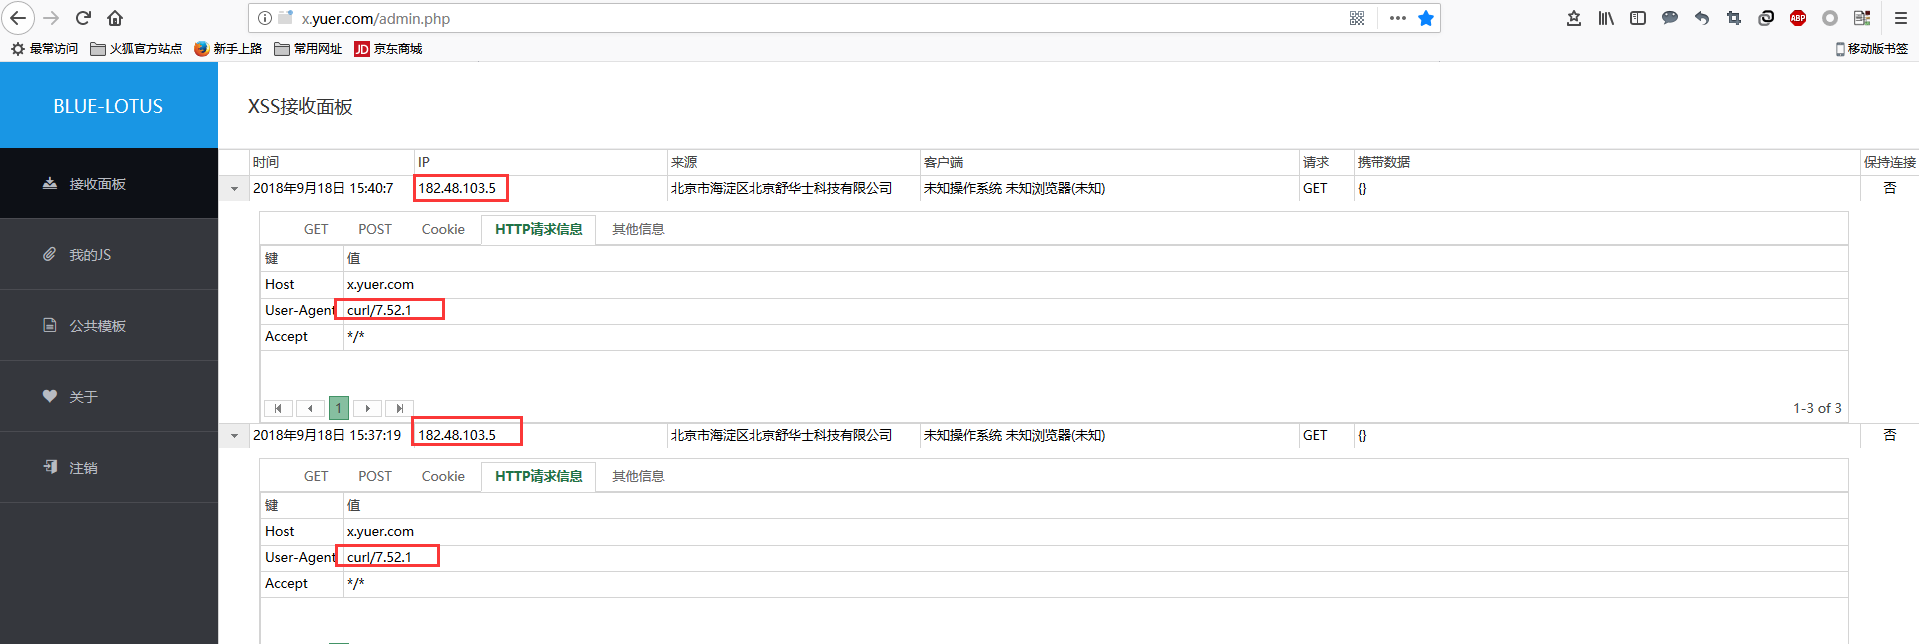 x.yuer.com/admin.php
最常访问 火狐官方站点 新手上路 常用网址 JD 京东商城 移动版书签
ABP
BLUE-LOTUS
接收面板
我的JS
公共模板
关于
注销
XSS接收面板
时间 IP 来源 客户端 请求 携带数据 保持连接
2018年9月18日 15:40:7 182.48.103.5 北京市海淀区北京舒华士科技有限公司 未知操作系统 未知浏览器(未知) GET {} 否
GET POST Cookie HTTP请求信息 其他信息
键 值
Host x.yuer.com
User-Agent curl/7.52.1
Accept */*
1 1-3 of 3
2018年9月18日 15:37:19 182.48.103.5 北京市海淀区北京舒华士科技有限公司 未知操作系统 未知浏览器(未知) GET {} 否
GET POST Cookie HTTP请求信息 其他信息
键 值
Host x.yuer.com
User-Agent curl/7.52.1
Accept */*